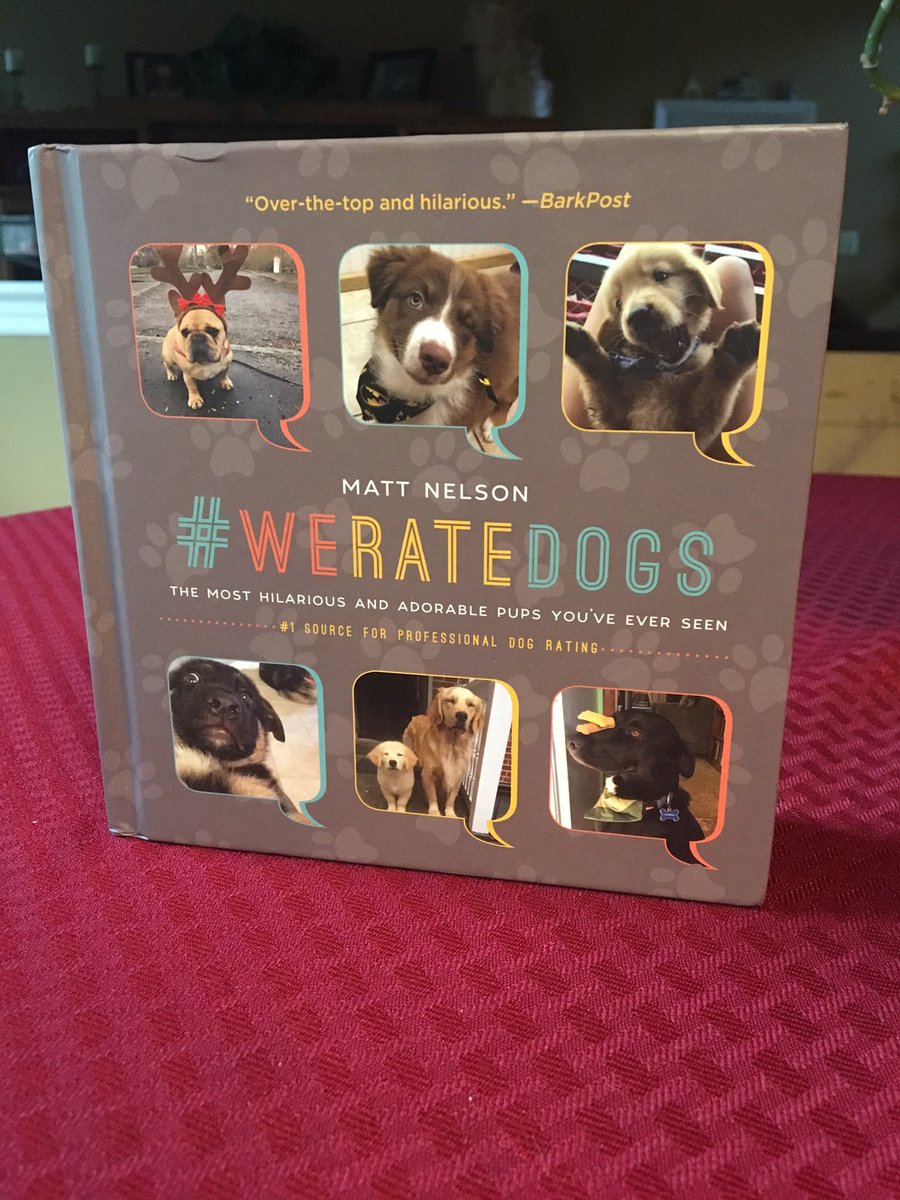 “Over-the-top and hilarious.” —BarkPost
MATT NELSON
#WERATEDOGS
THE MOST HILARIOUS AND ADORABLE PUPS YOU'VE EVER SEEN
#1 SOURCE FOR PROFESSIONAL DOG RATING